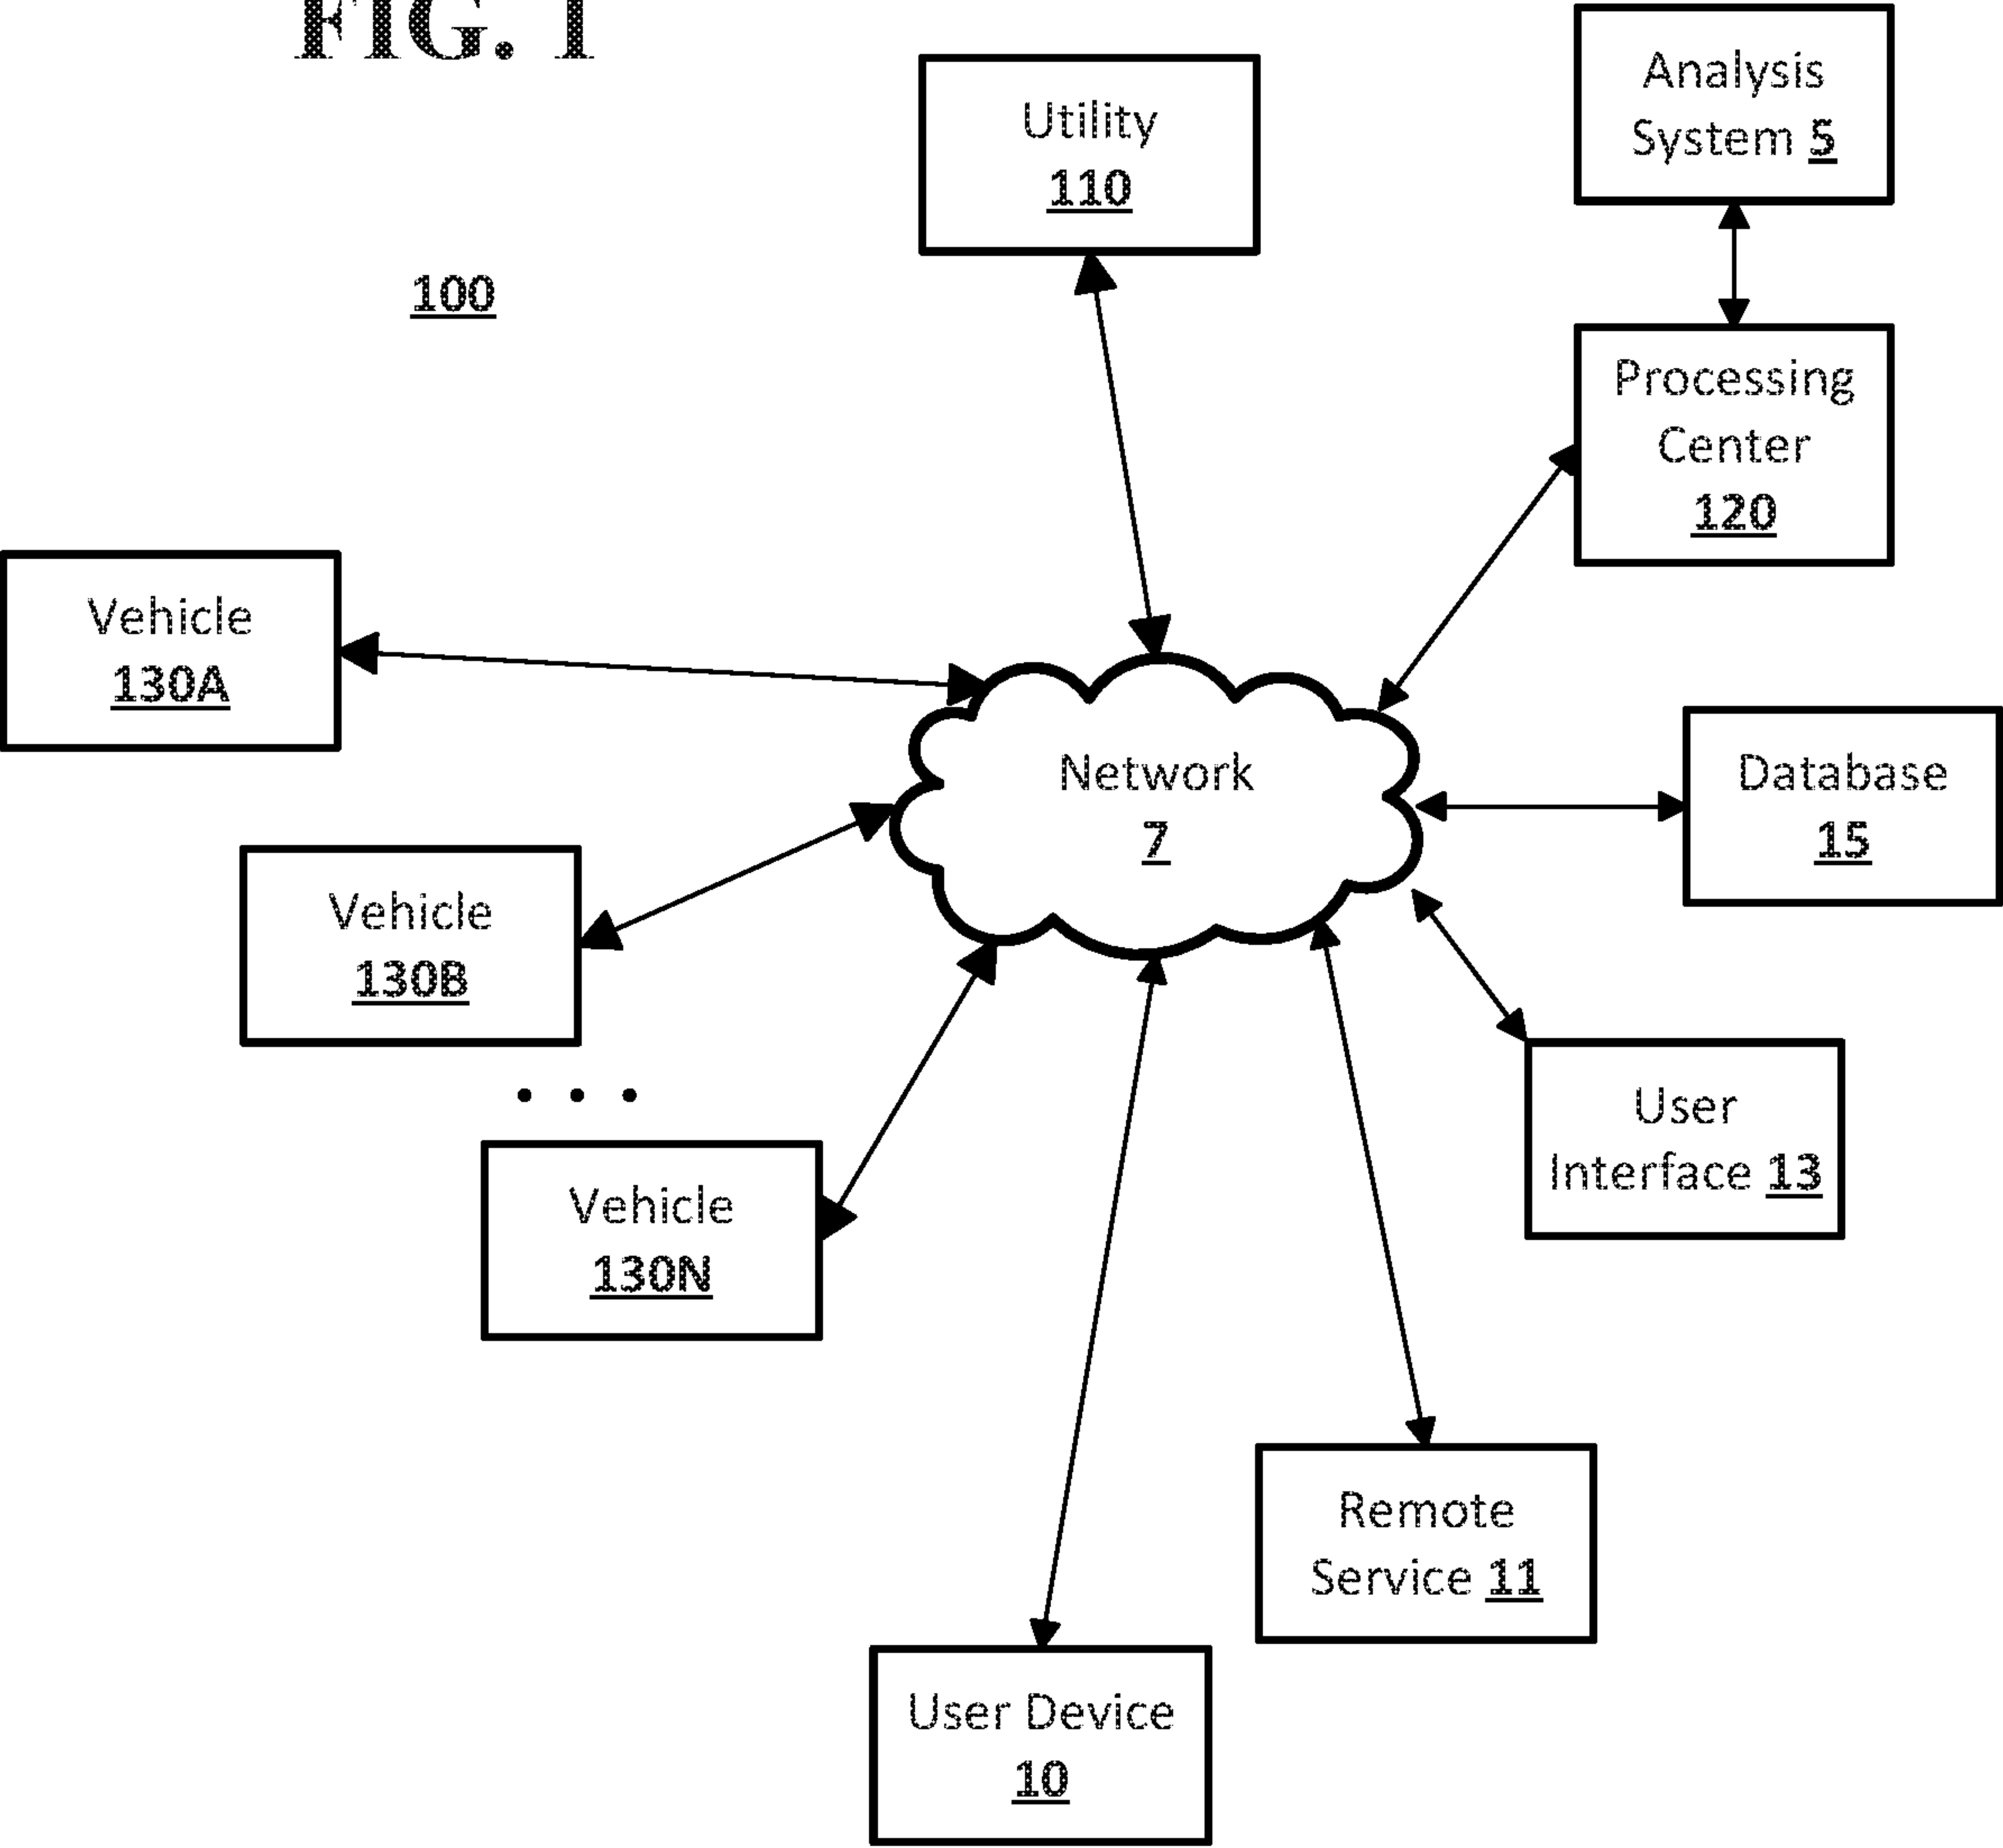 FIG. 1
Analysis
System 5
Utility
110
100
Processing
Center
120
Vehicle
130A
Network
7
Database
15
Vehicle
130B
. . .
User
Interface 13
Vehicle
130N
Remote
Service 11
User Device
10